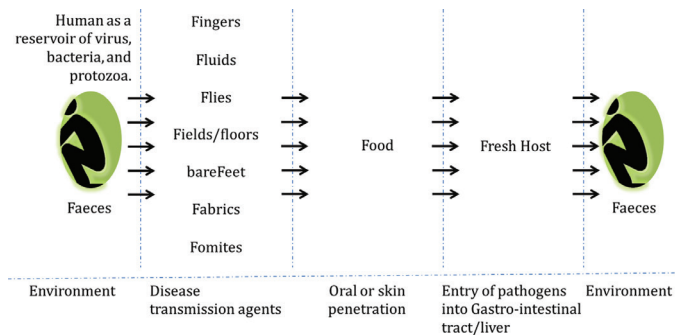 Human as a
reservoir of virus,
bacteria, and
protozoa.
Faeces
Fingers
Fluids
Flies
Fields/floors
bareFeet
Fabrics
Fomites
Food
Fresh Host
Faeces
Environment
Disease
transmission agents
Oral or skin
penetration
Entry of pathogens
into Gastro-intestinal
tract/liver
Environment